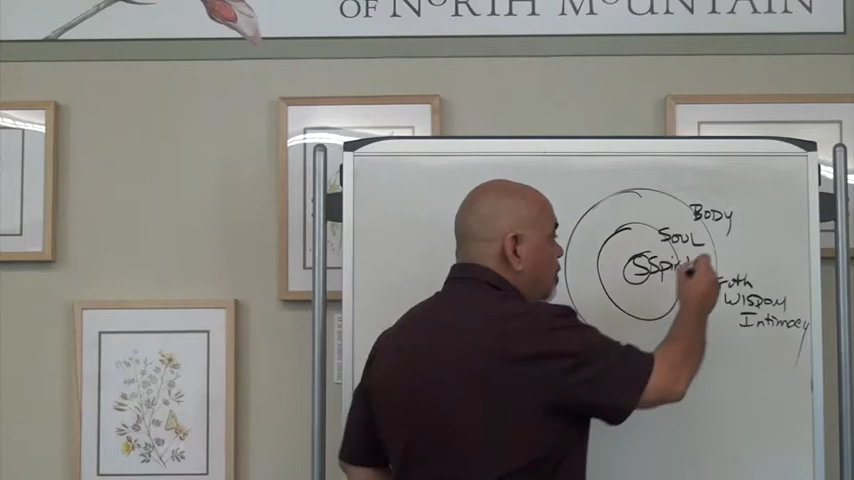 OF NORTH MOUNTAIN
BODY
SOUL
WISDOM
Intimacy